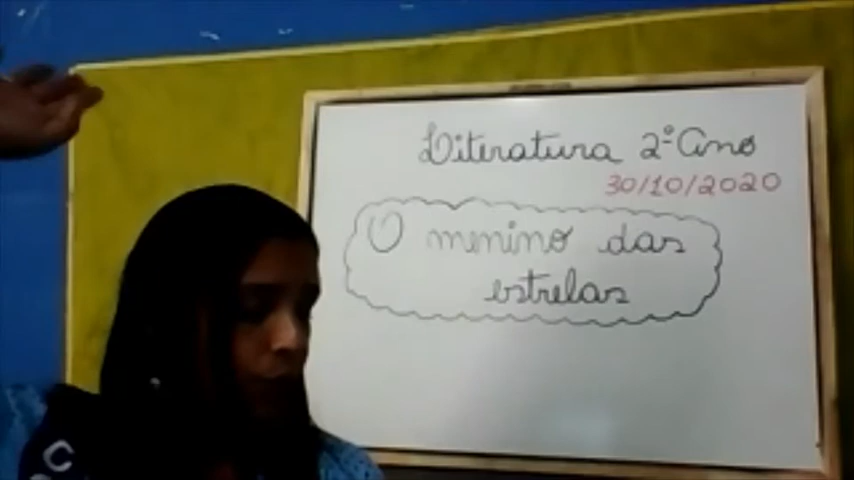 Literatura 2º Ano
30/10/2020
O menino das
estrelas